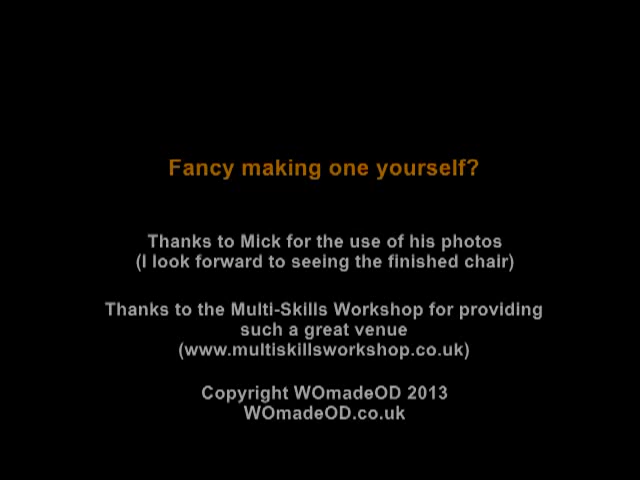 Fancy making one yourself?
Thanks to Mick for the use of his photos
(I look forward to seeing the finished chair)
Thanks to the Multi-Skills Workshop for providing
such a great venue
(www.multiskillsworkshop.co.uk)
Copyright WOmadeOD 2013
WOmadeOD.co.uk